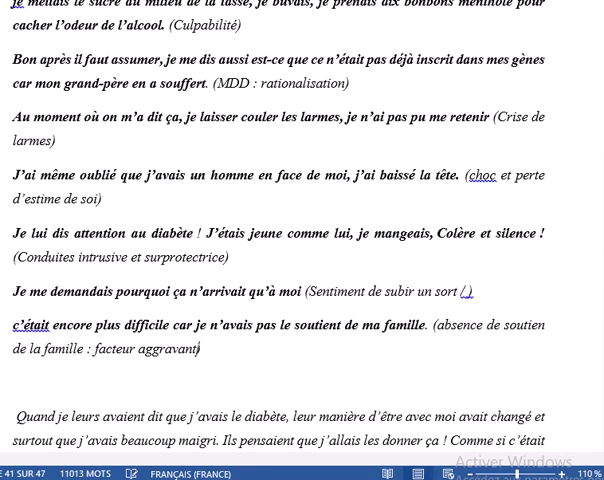 je mettais le sucre au milieu de la tasse, je buvais, je prenais dix bonbons mentholé pour
cacher l'odeur de l'alcool. (Culpabilité)
Bon après il faut assumer, je me dis aussi est-ce que ce n'était pas déjà inscrit dans mes gènes
car mon grand-père en a souffert. (MDD : rationalisation)
Au moment où on m'a dit ça, je laisser couler les larmes, je n'ai pas pu me retenir (Crise de
larmes)
J'ai même oublié que j'avais un homme en face de moi, j'ai baissé la tête. (choc et perte
d'estime de soi)
Je lui dis attention au diabète ! J'étais jeune comme lui, je mangeais, Colère et silence !
(Conduites intrusive et surprotectrice)
Je me demandais pourquoi ça n'arrivait qu'à moi (Sentiment de subir un sort / )
c'était encore plus difficile car je n'avais pas le soutien de ma famille. (absence de soutien
de la famille : facteur aggravant)
Quand je leurs avaient dit que j'avais le diabète, leur manière d'être avec moi avait changé et
surtout que j'avais beaucoup maigri. Ils pensaient que j'allais les donner ça ! Comme si c'était
Activer Windows
E 41 SUR 47 11013 MOTS FRANÇAIS (FRANCE) 110 %